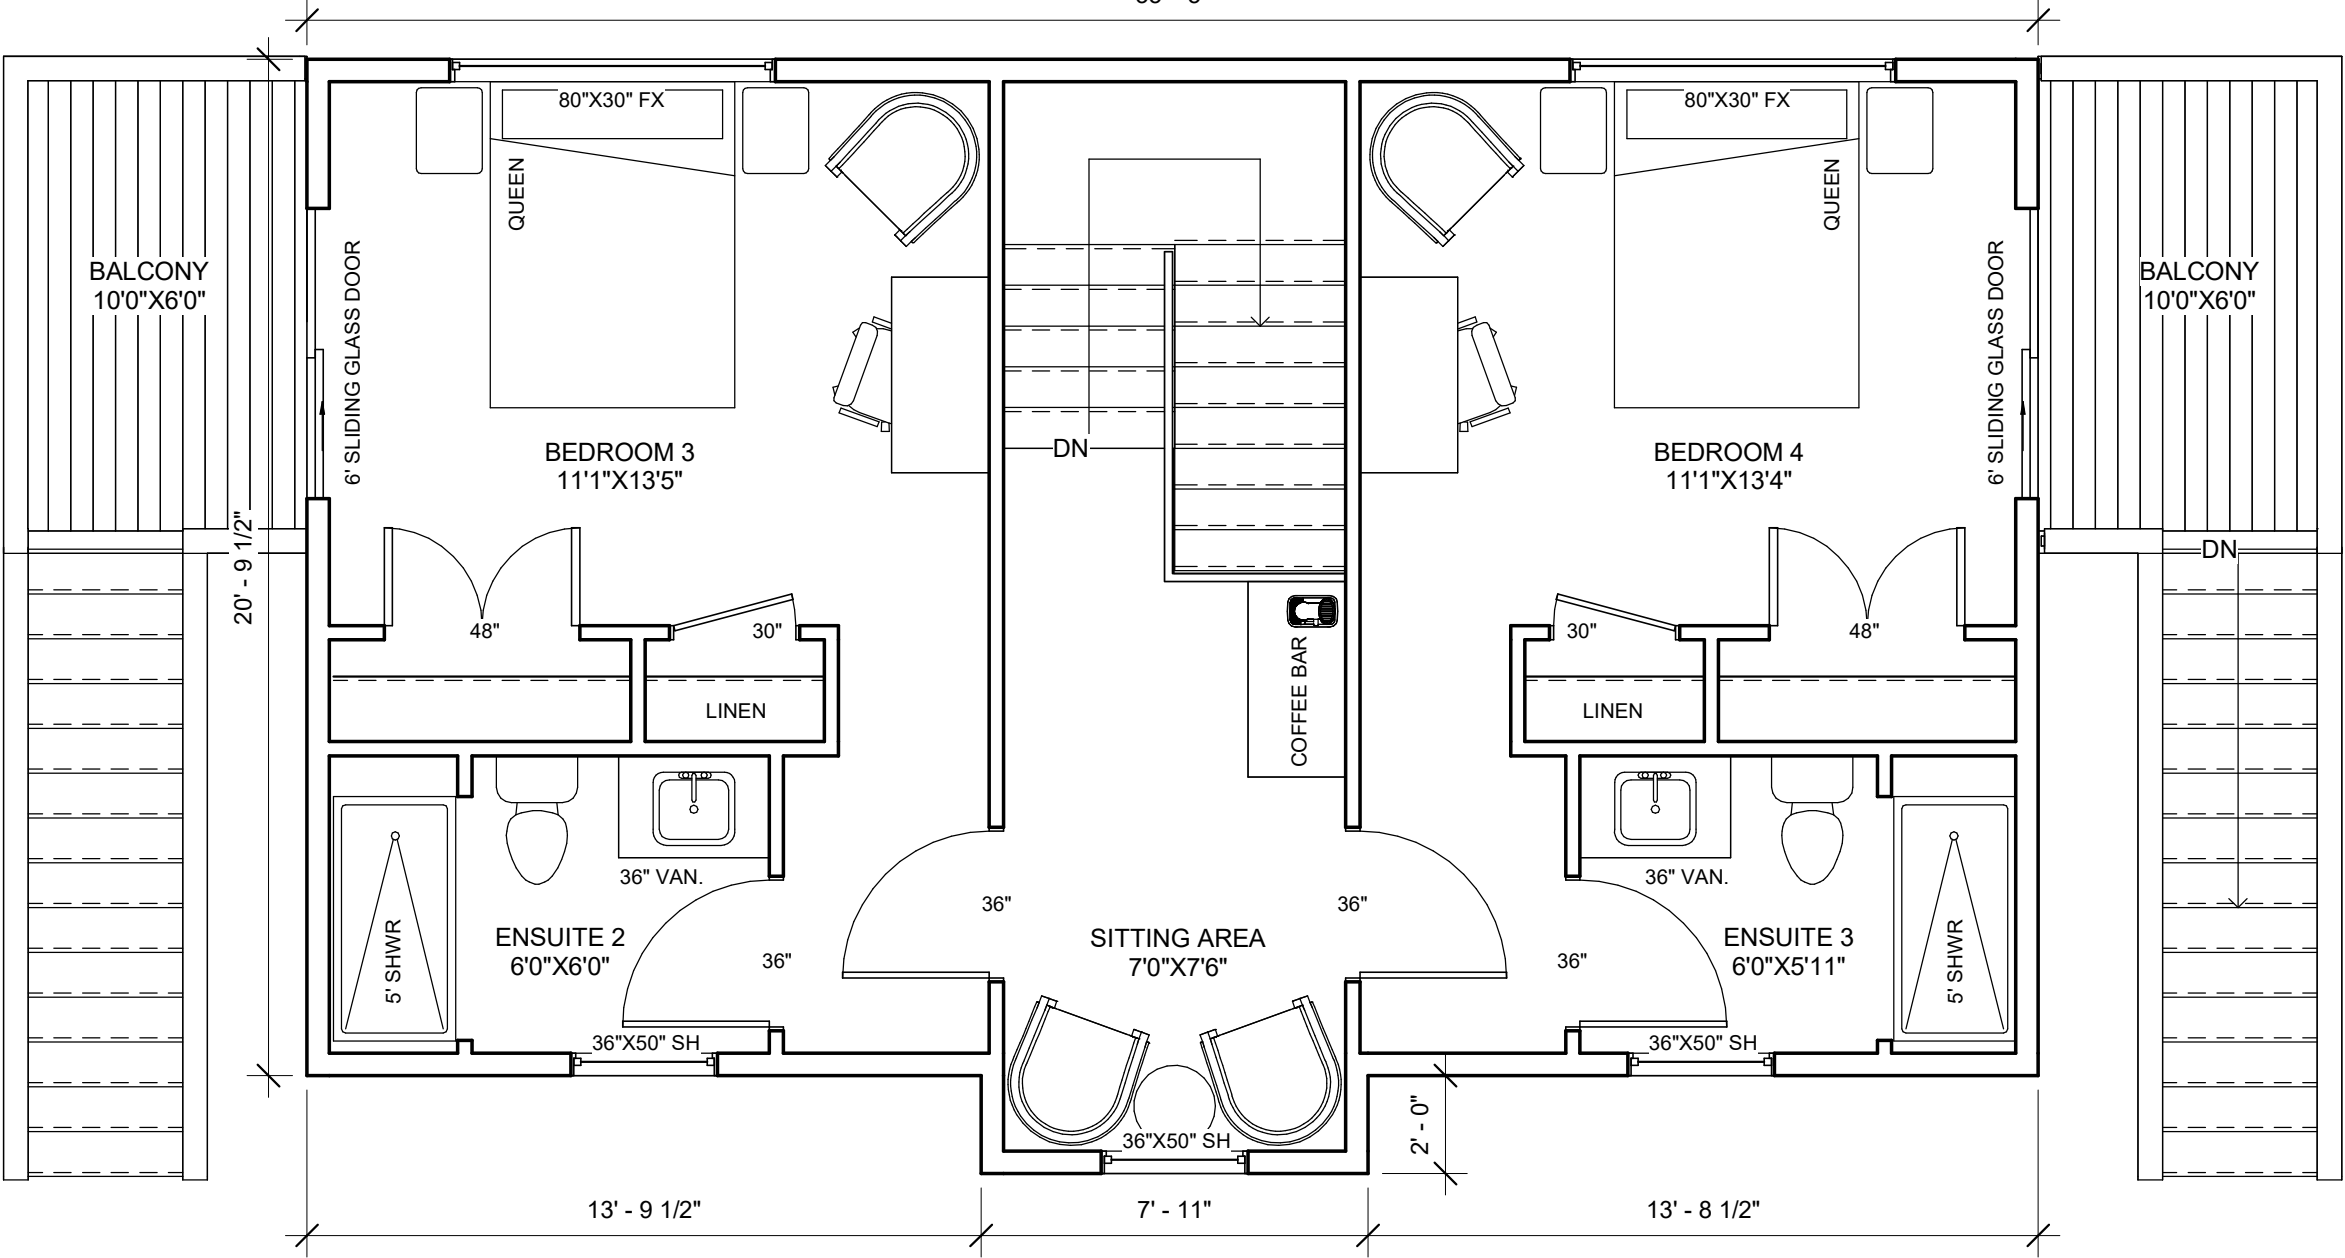 80"X30" FX
80"X30" FX
QUEEN
QUEEN
BALCONY
10'0"X6'0"
6' SLIDING GLASS DOOR
6' SLIDING GLASS DOOR
BALCONY
10'0"X6'0"
BEDROOM 3
11'1"X13'5"
DN
BEDROOM 4
11'1"X13'4"
20' - 9 1/2"
DN
48"
30"
30"
48"
LINEN
COFFEE BAR
LINEN
36" VAN.
36" VAN.
36"
36"
5' SHWR
ENSUITE 2
6'0"X6'0"
36"
SITTING AREA
7'0"X7'6"
36"
ENSUITE 3
6'0"X5'11"
5' SHWR
36"X50" SH
36"X50" SH
36"X50" SH
2' - 0"
13' - 9 1/2"
7' - 11"
13' - 8 1/2"